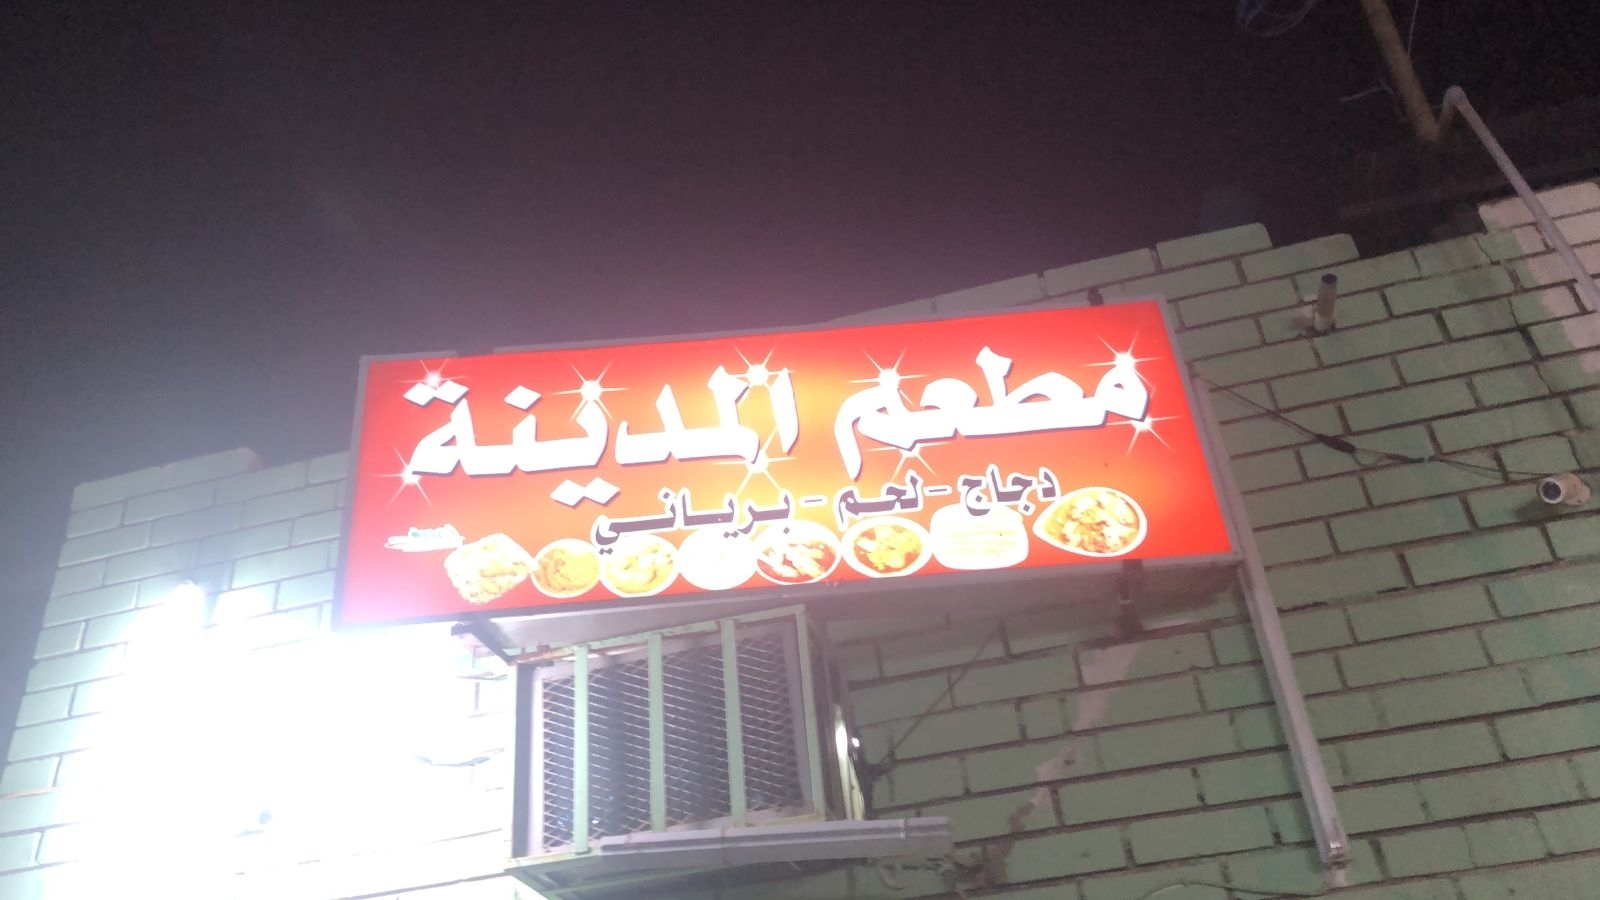 مطعم المدينة
دجاج - لحم - برياني